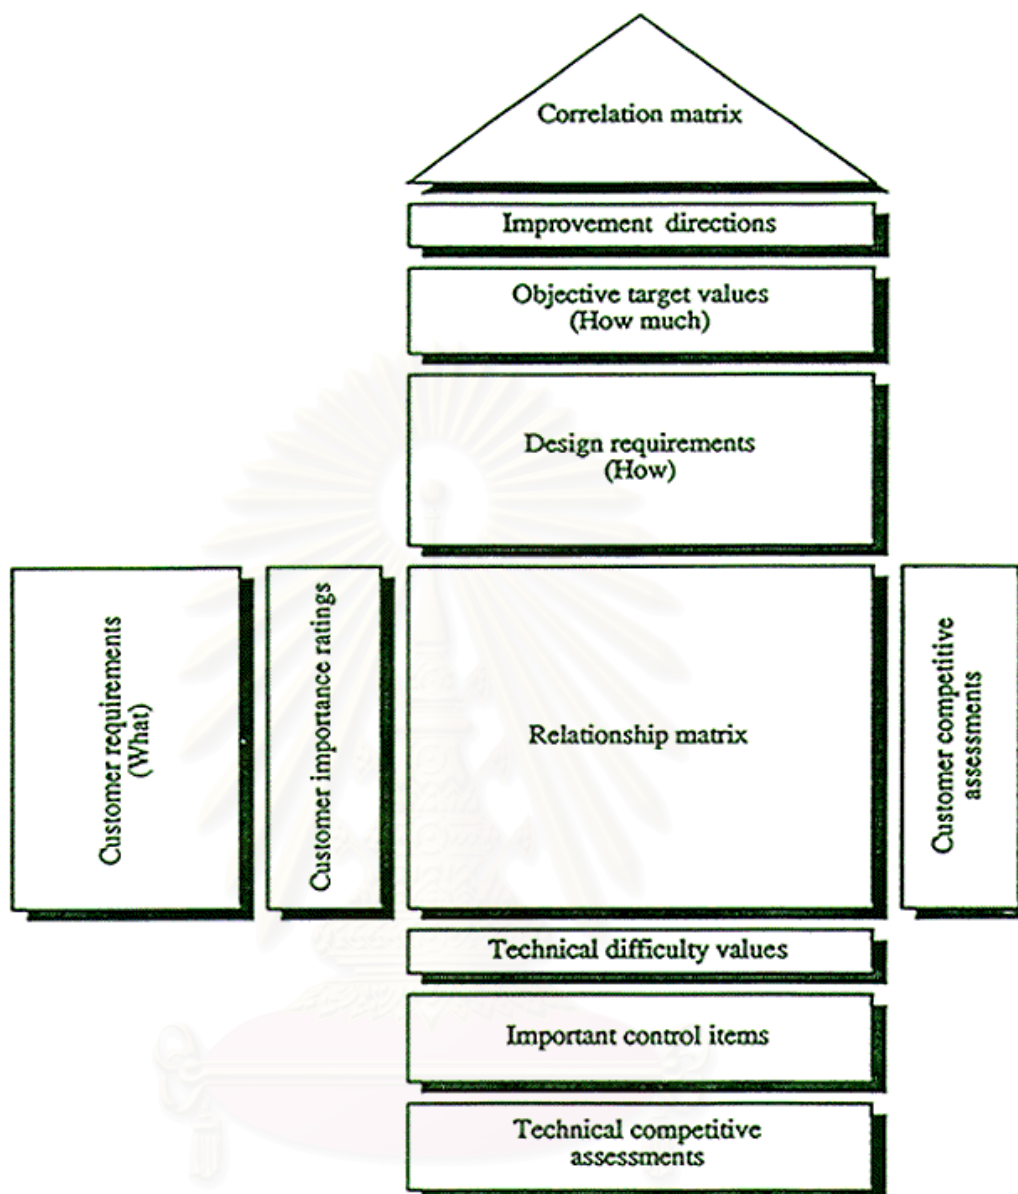 Correlation matrix
Improvement directions
Objective target values
(How much)
Design requirements
(How)
Customer requirements
(What)
Customer importance ratings
Relationship matrix
Customer competitive
assessments
Technical difficulty values
Important control items
Technical competitive
assessments